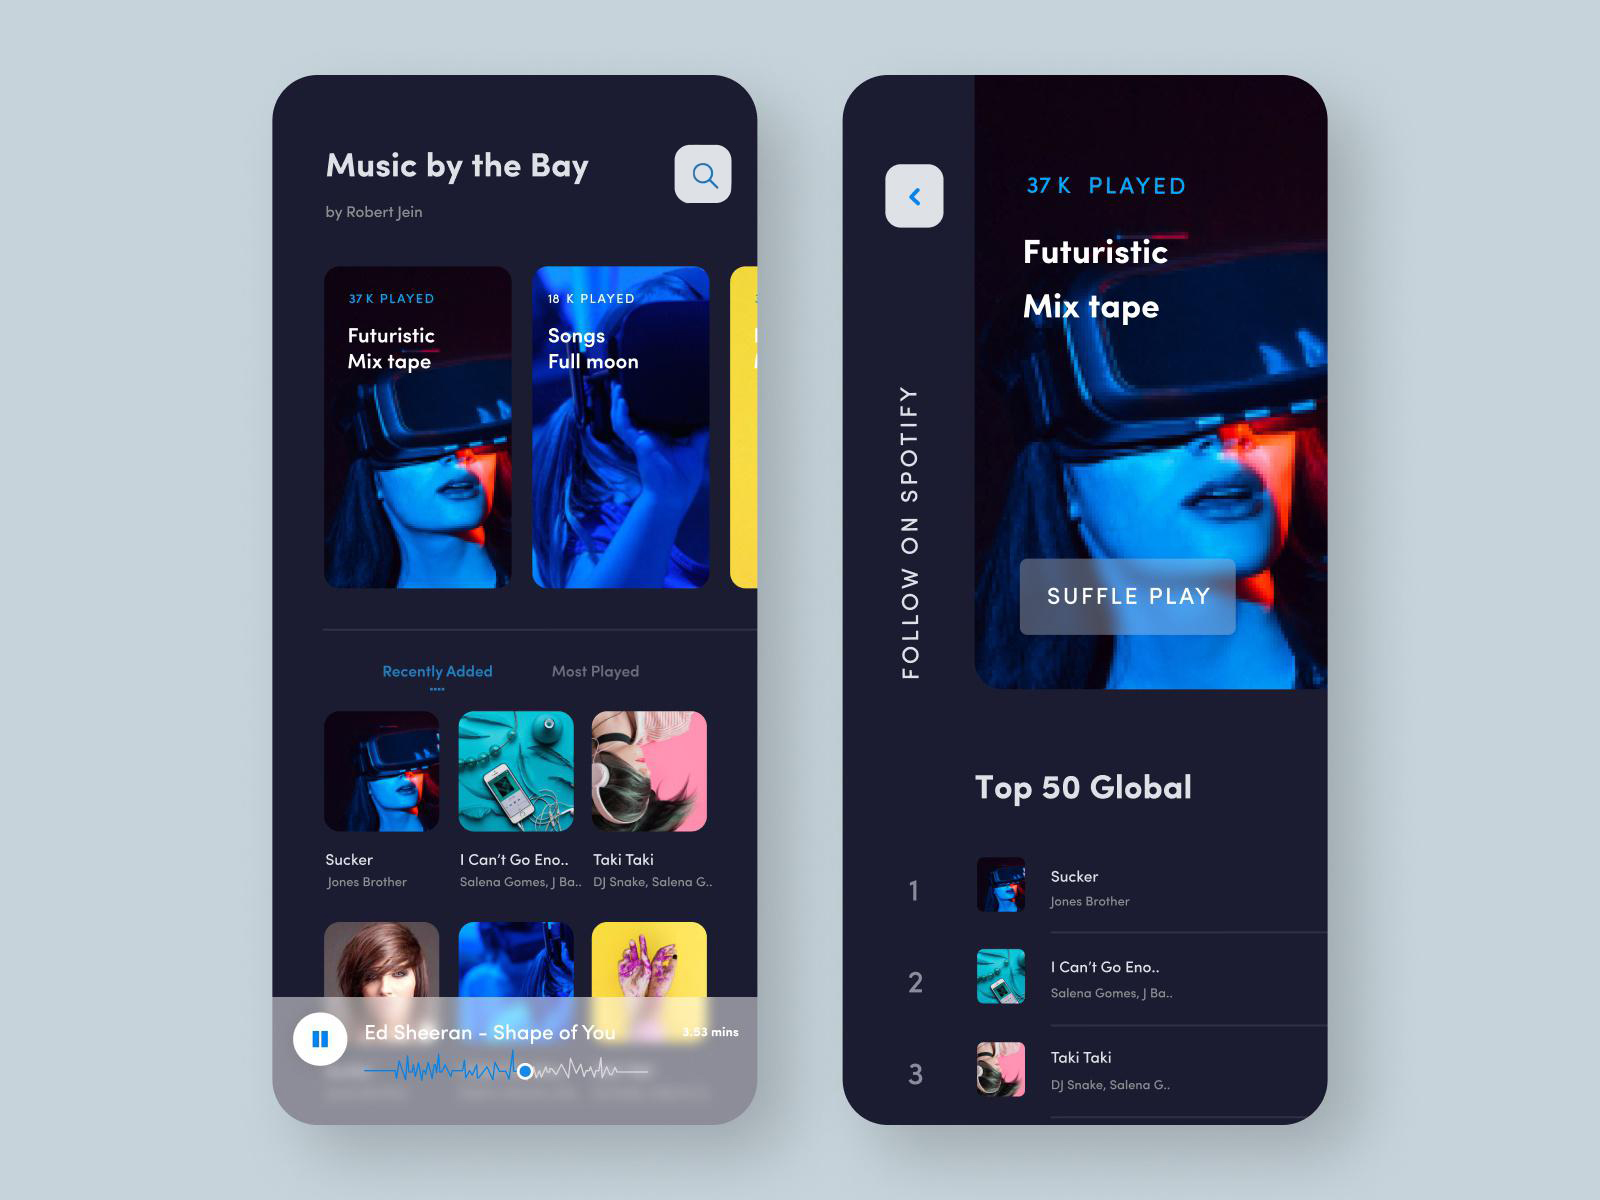 Music by the Bay
by Robert Jein
37 K PLAYED
Futuristic
Mix tape
18 K PLAYED
Songs
Full moon
Recently Added
Most Played
Sucker
Jones Brother
I Can't Go Eno..
Salena Gomes, J Ba..
Taki Taki
DJ Snake, Salena G..
Ed Sheeran - Shape of You
3.53 mins
FOLLOW ON SPOTIFY
37 K PLAYED
Futuristic
Mix tape
SUFFLE PLAY
Top 50 Global
1
Sucker
Jones Brother
2
I Can't Go Eno..
Salena Gomes, J Ba..
3
Taki Taki
DJ Snake, Salena G..